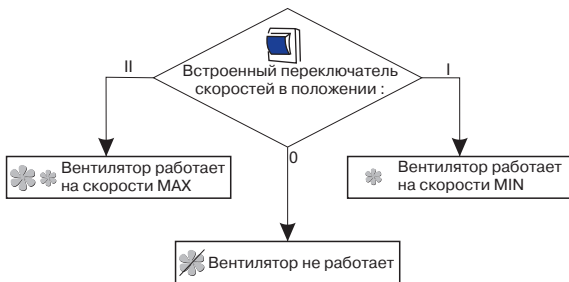 Встроенный переключатель
скоростей в положении :
II
I
0
Вентилятор работает
на скорости MAX
Вентилятор работает
на скорости MIN
Вентилятор не работает